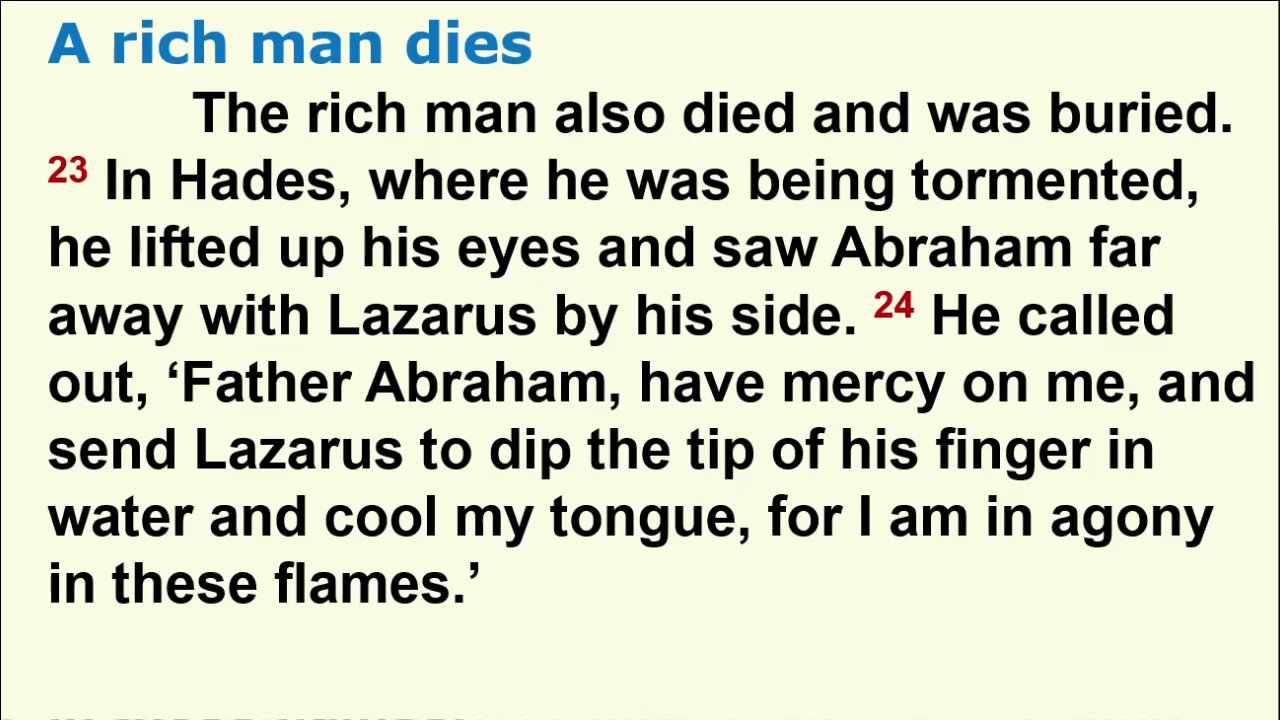 A rich man dies
The rich man also died and was buried.
23 In Hades, where he was being tormented,
he lifted up his eyes and saw Abraham far
away with Lazarus by his side. 24 He called
out, ‘Father Abraham, have mercy on me, and
send Lazarus to dip the tip of his finger in
water and cool my tongue, for I am in agony
in these flames.’